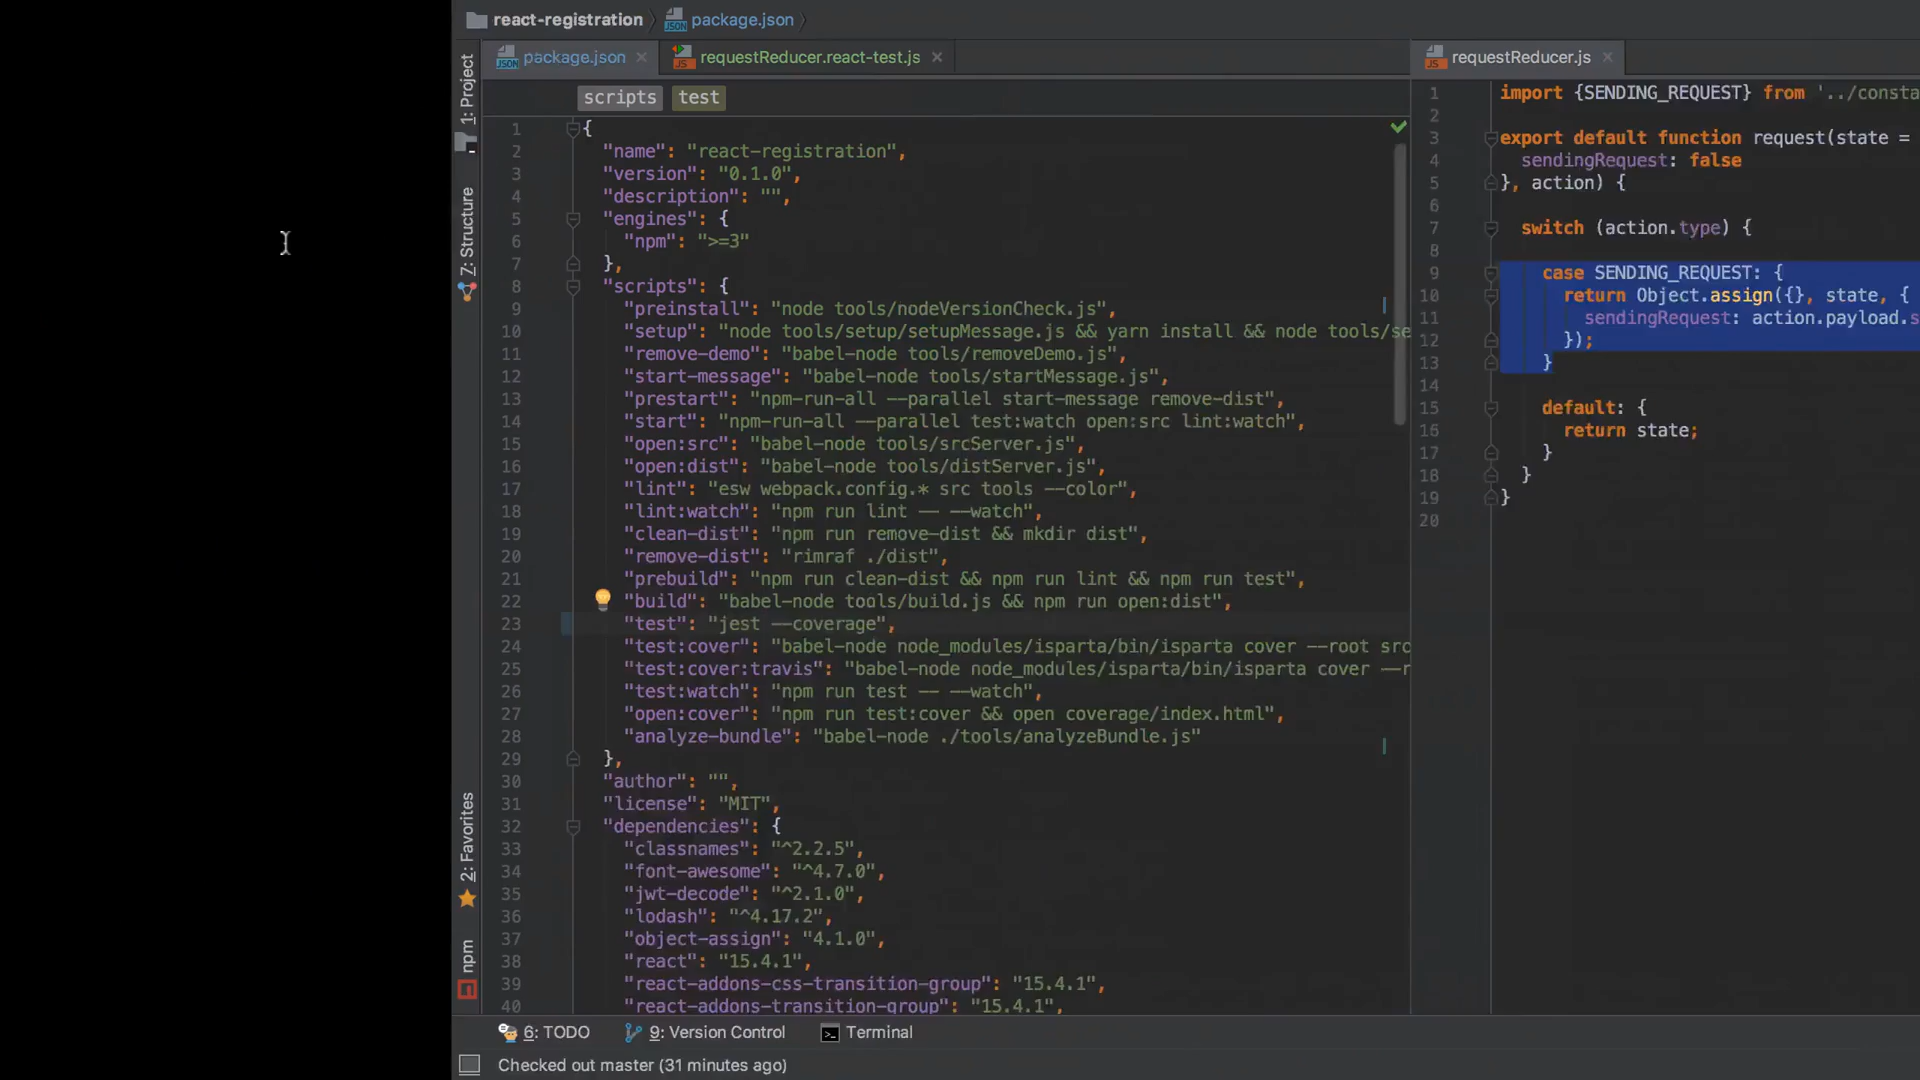 react-registration package.json
1: Project
7: Structure
2: Favorites
npm
package.json requestReducer.react-test.js
scripts test
1 {
2 "name": "react-registration",
3 "version": "0.1.0",
4 "description": "",
5 "engines": {
6 "npm": ">=3"
7 },
8 "scripts": {
9 "preinstall": "node tools/nodeVersionCheck.js",
10 "setup": "node tools/setup/setupMessage.js && yarn install && node tools/se
11 "remove-demo": "babel-node tools/removeDemo.js",
12 "start-message": "babel-node tools/startMessage.js",
13 "prestart": "npm-run-all --parallel start-message remove-dist",
14 "start": "npm-run-all --parallel test:watch open:src lint:watch",
15 "open:src": "babel-node tools/srcServer.js",
16 "open:dist": "babel-node tools/distServer.js",
17 "lint": "esw webpack.config.* src tools --color",
18 "lint:watch": "npm run lint -- --watch",
19 "clean-dist": "npm run remove-dist && mkdir dist",
20 "remove-dist": "rimraf ./dist",
21 "prebuild": "npm run clean-dist && npm run lint && npm run test",
22 "build": "babel-node tools/build.js && npm run open:dist",
23 "test": "jest --coverage",
24 "test:cover": "babel-node node_modules/isparta/bin/isparta cover --root src
25 "test:cover:travis": "babel-node node_modules/isparta/bin/isparta cover --r
26 "test:watch": "npm run test -- --watch",
27 "open:cover": "npm run test:cover && open coverage/index.html",
28 "analyze-bundle": "babel-node ./tools/analyzeBundle.js"
29 },
30 "author": "",
31 "license": "MIT",
32 "dependencies": {
33 "classnames": "^2.2.5",
34 "font-awesome": "^4.7.0",
35 "jwt-decode": "^2.1.0",
36 "lodash": "^4.17.2",
37 "object-assign": "4.1.0",
38 "react": "15.4.1",
39 "react-addons-css-transition-group": "15.4.1",
40 "react-addons-transition-group": "15.4.1",
requestReducer.js
1 import {SENDING_REQUEST} from '../consta
2
3 export default function request(state =
4 sendingRequest: false
5 }, action) {
6
7 switch (action.type) {
8
9 case SENDING_REQUEST: {
10 return Object.assign({}, state, {
11 sendingRequest: action.payload.s
12 });
13 }
14
15 default: {
16 return state;
17 }
18 }
19 }
20
6: TODO 9: Version Control Terminal
Checked out master (31 minutes ago)